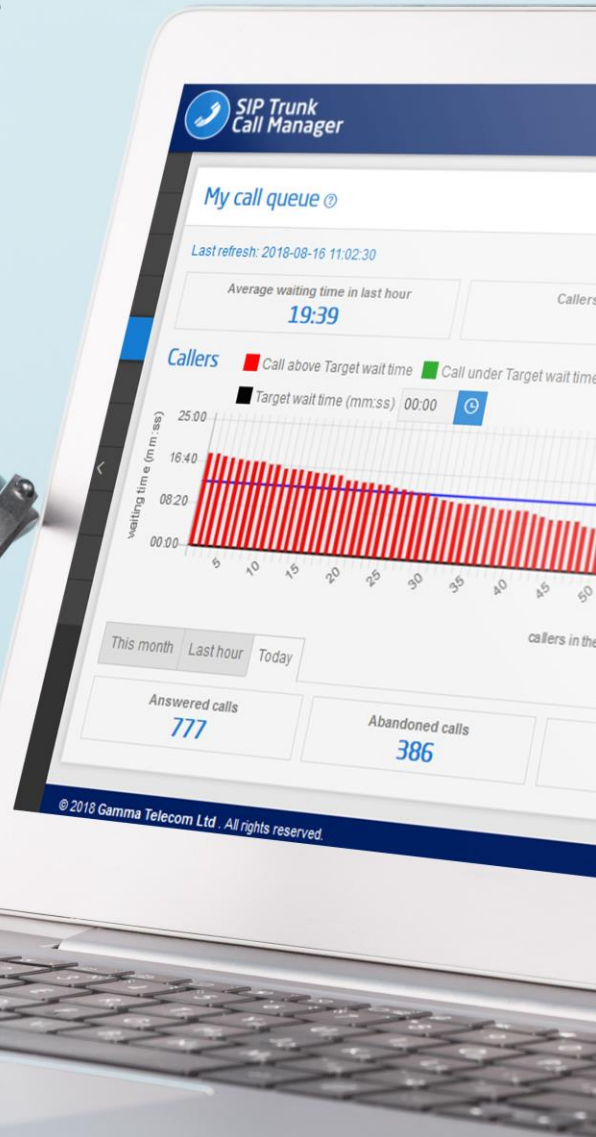 SIP Trunk
Call Manager
My call queue
Last refresh: 2018-08-16 11:02:30
Average waiting time in last hour
19:39
Callers
Callers
Call above Target wait time
Call under Target wait time
Target wait time (mm:ss) 00:00
waiting time (mm:ss)
25:00
16:40
08:20
00:00
5 10 15 20 25 30 35 40 45 50
callers in the
This month Last hour Today
Answered calls
777
Abandoned calls
386
© 2018 Gamma Telecom Ltd . All rights reserved.